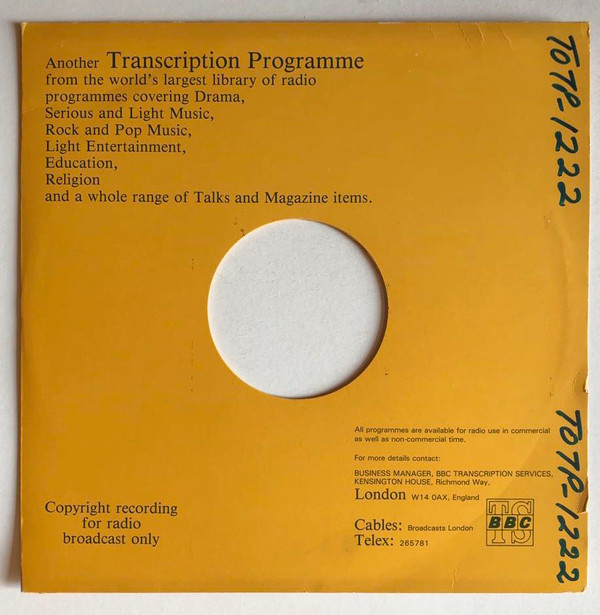 Another Transcription Programme
from the world's largest library of radio
programmes covering Drama,
Serious and Light Music,
Rock and Pop Music,
Light Entertainment,
Education,
Religion
and a whole range of Talks and Magazine items.
TOTP-1222
All programmes are available for radio use in commercial
as well as non-commercial time.
For more details contact:
BUSINESS MANAGER, BBC TRANSCRIPTION SERVICES,
KENSINGTON HOUSE, Richmond Way,
London W14 0AX, England
Cables: Broadcasts London
Telex: 265781
TS
BBC
TOTP-1222
Copyright recording
for radio
broadcast only